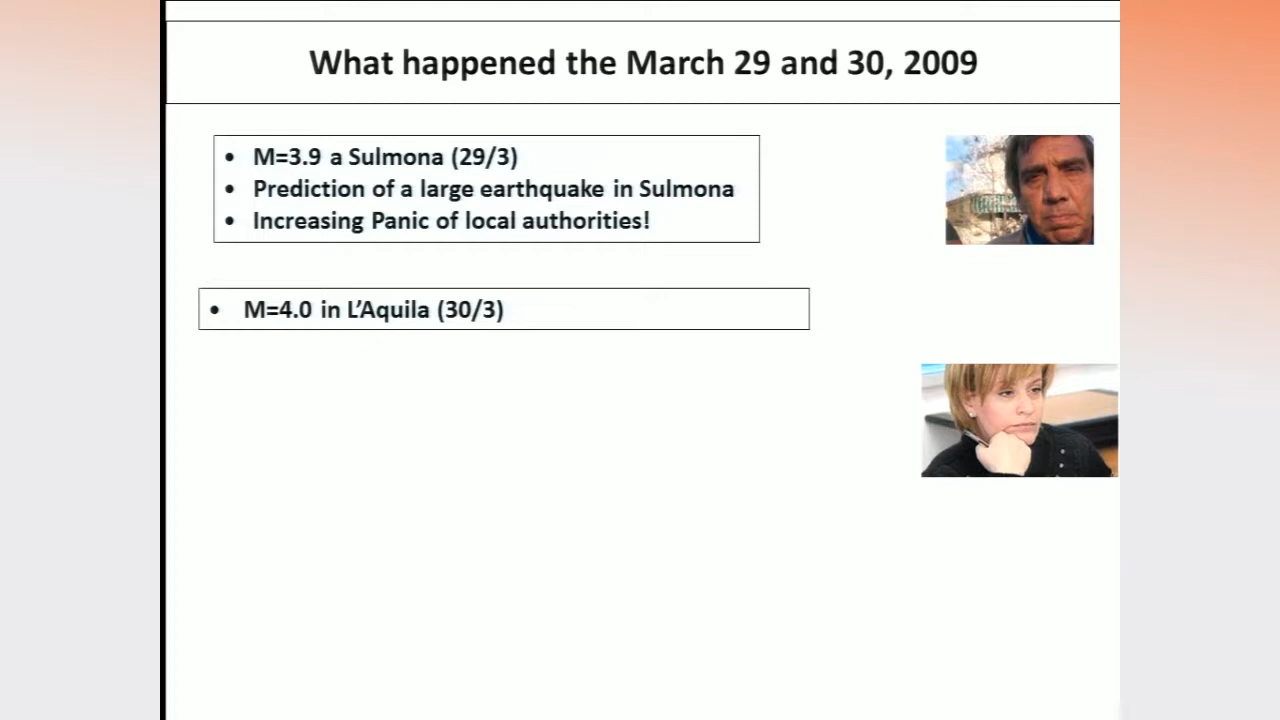 What happened the March 29 and 30, 2009
• M=3.9 a Sulmona (29/3)
• Prediction of a large earthquake in Sulmona
• Increasing Panic of local authorities!
• M=4.0 in L’Aquila (30/3)